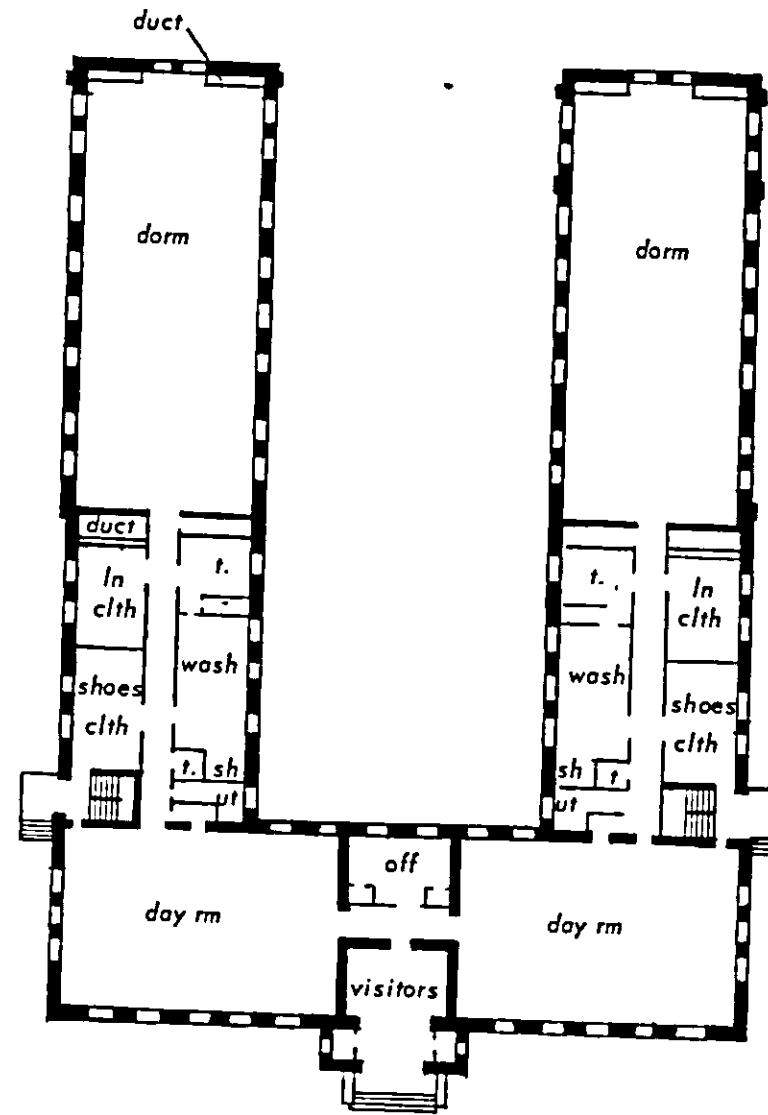 duct
dorm
dorm
duct
ln
clth
t.
t.
ln
clth
wash
wash
shoes
clth
shoes
clth
t.
sh
ut
sh
t
ut
off
day rm
day rm
visitors